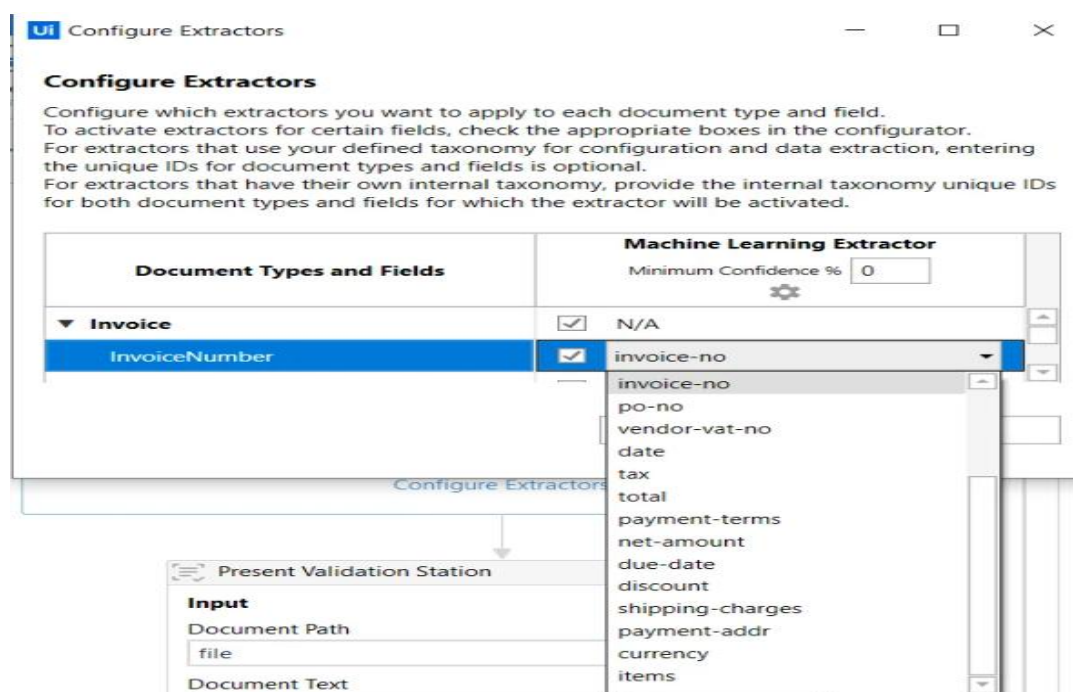 Ui Configure Extractors
Configure Extractors
Configure which extractors you want to apply to each document type and field.
To activate extractors for certain fields, check the appropriate boxes in the configurator.
For extractors that use your defined taxonomy for configuration and data extraction, entering
the unique IDs for document types and fields is optional.
For extractors that have their own internal taxonomy, provide the internal taxonomy unique IDs
for both document types and fields for which the extractor will be activated.
Document Types and Fields
Machine Learning Extractor
Minimum Confidence % 0
Invoice N/A
InvoiceNumber invoice-no
invoice-no
po-no
vendor-vat-no
date
tax
total
payment-terms
net-amount
due-date
discount
shipping-charges
payment-addr
currency
items
Configure Extractors
Present Validation Station
Input
Document Path
file
Document Text